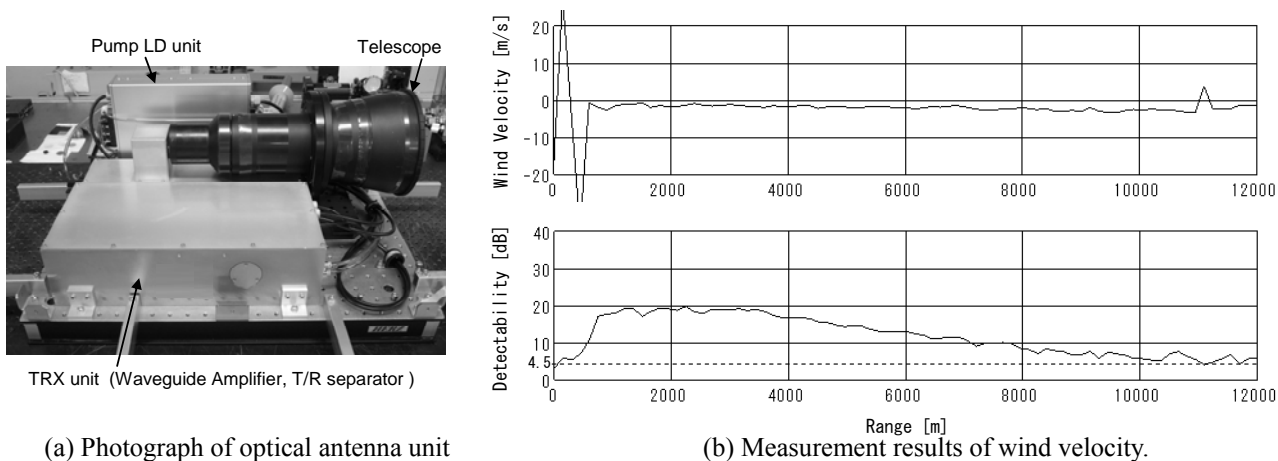 Pump LD unit
Telescope
TRX unit (Waveguide Amplifier, T/R separator )
(a) Photograph of optical antenna unit
Wind Velocity [m/s]
20
10
0
-10
-20
0 2000 4000 6000 8000 10000 12000
Detectability [dB]
40
30
20
10
4.5
0
0 2000 4000 6000 8000 10000 12000
Range [m]
(b) Measurement results of wind velocity.